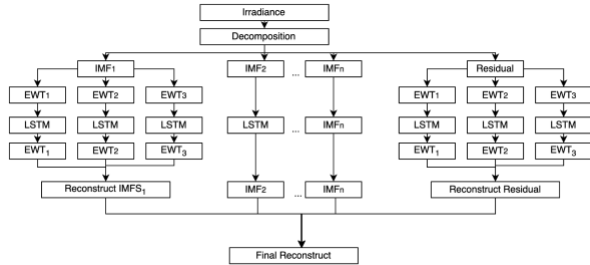 Irradiance
Decomposition
IMF1 IMF2 ... IMFn Residual
EWT1 EWT2 EWT3 EWT1 EWT2 EWT3
LSTM LSTM LSTM LSTM ... IMFn LSTM LSTM LSTM
EWT1 EWT2 EWT3 EWT1 EWT2 EWT3
Reconstruct IMFS1 IMF2 ... IMFn Reconstruct Residual
Final Reconstruct